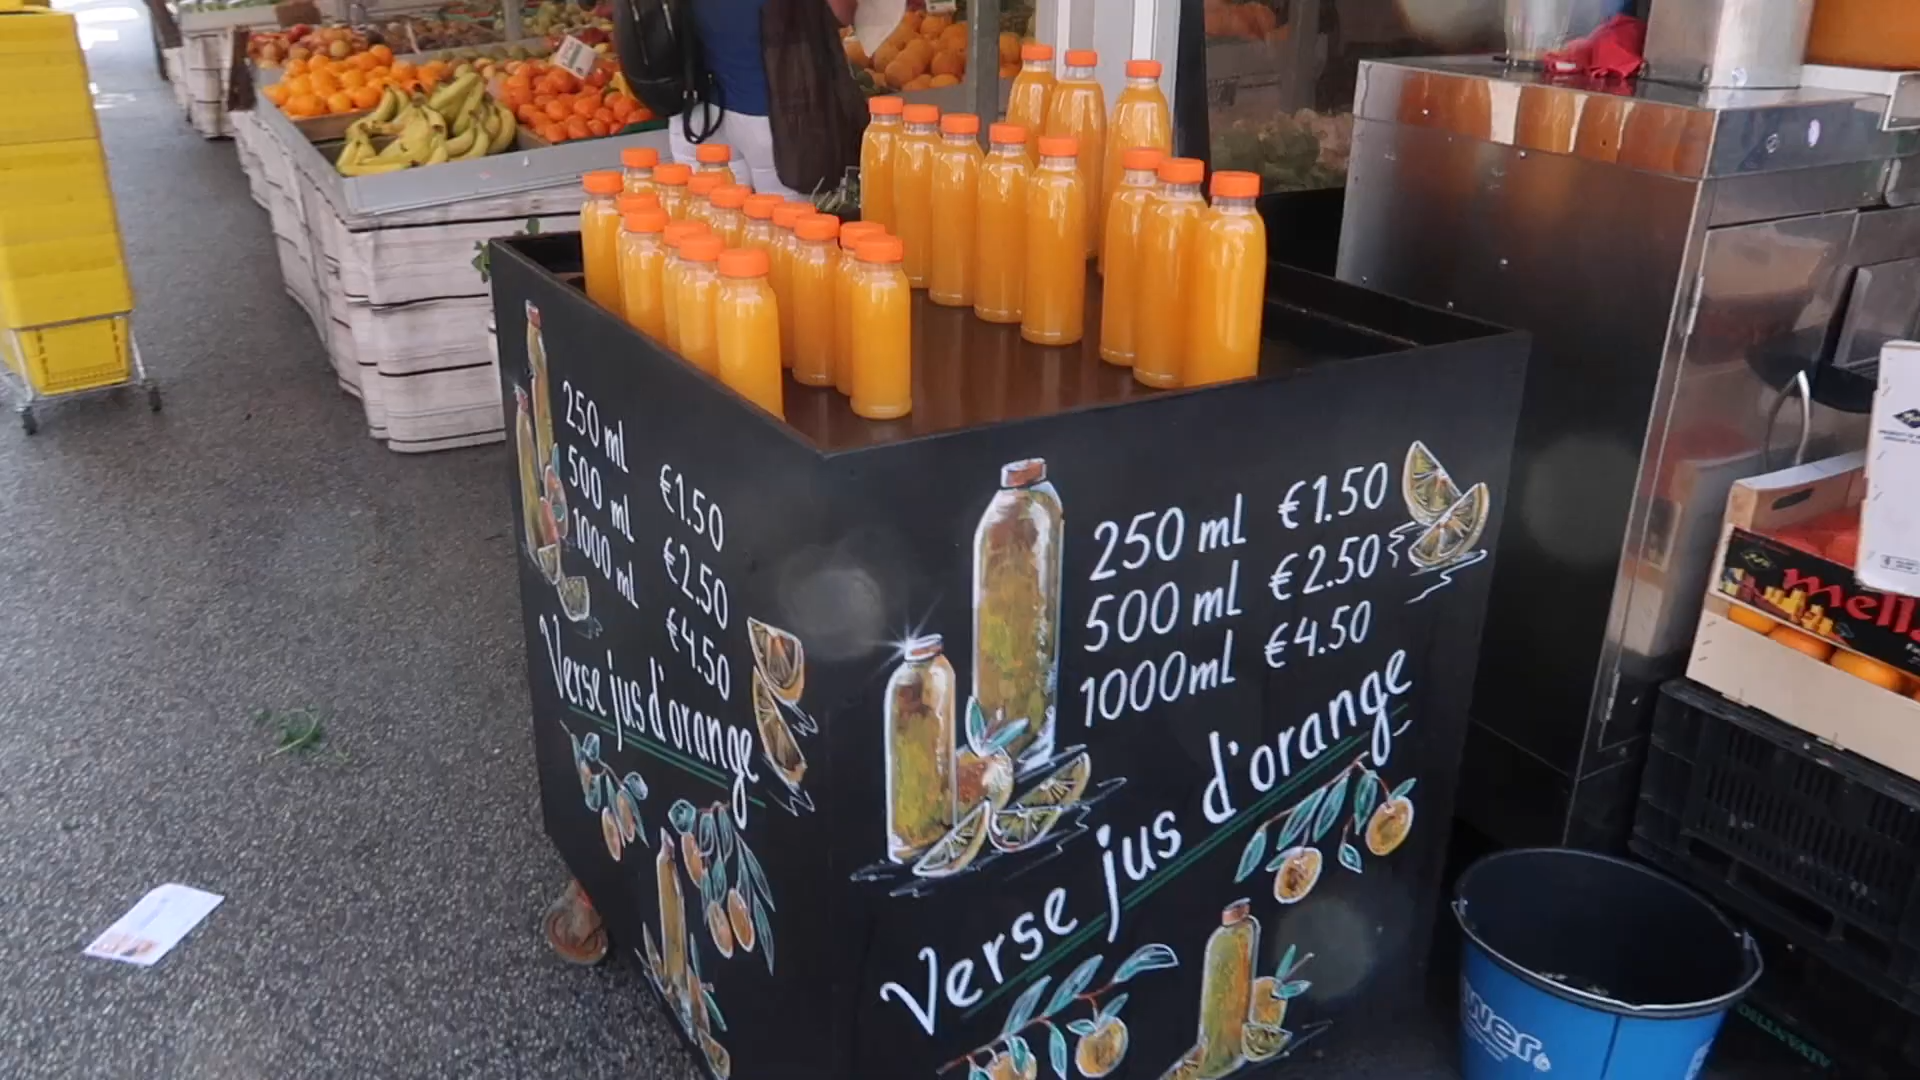 250 ml €1.50
500 ml €2.50
1000 ml €4.50
Verse jus d'orange
250 ml €1.50
500 ml €2.50
1000ml €4.50
Verse jus d'orange